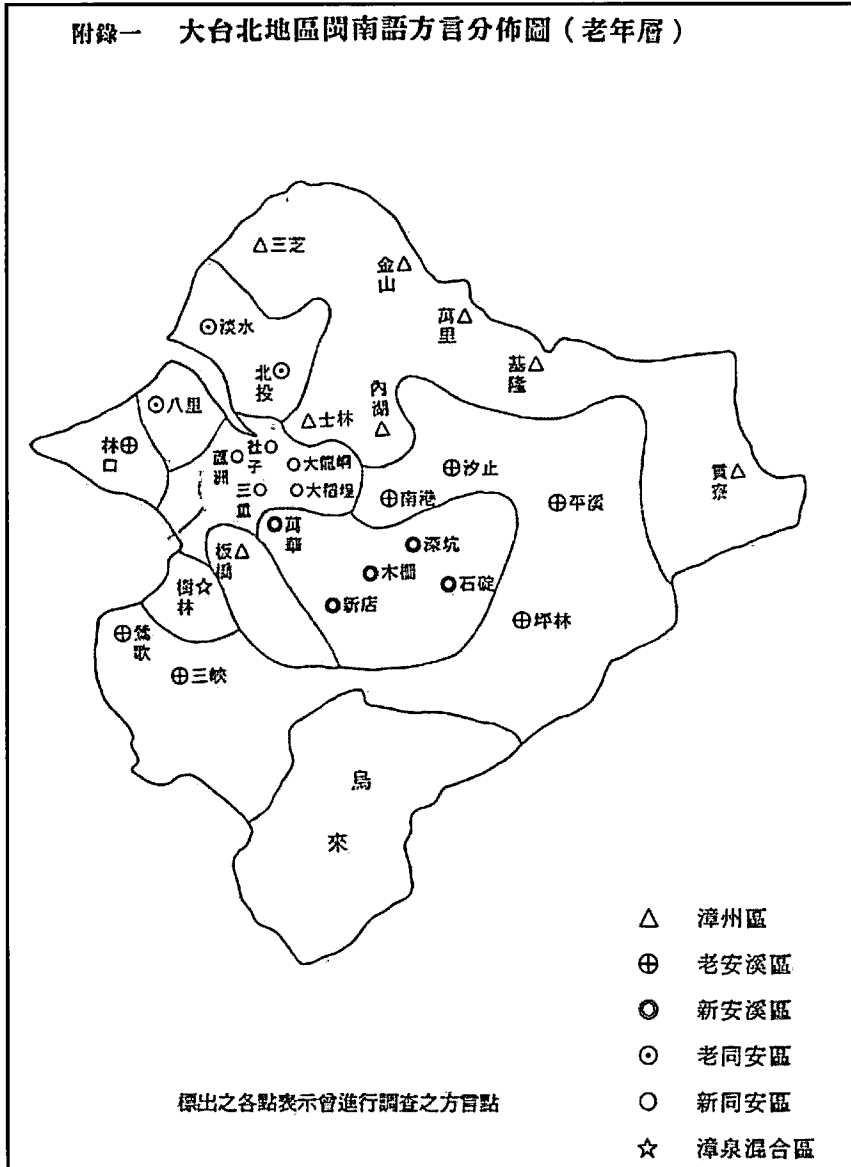 附錄一 大台北地區閩南語方言分佈圖（老年層）
三芝
金山
萬里
淡水
基隆
北投
內湖
八里
士林
林口
社子
蘆洲
大龍峒
汐止
貢寮
三重
大稻埕
南港
平溪
萬華
板橋
深坑
木柵
樹林
石碇
新店
坪林
鶯歌
三峽
烏來
漳州區
老安溪區
新安溪區
老同安區
標出之各點表示曾進行調查之方言點
新同安區
漳泉混合區